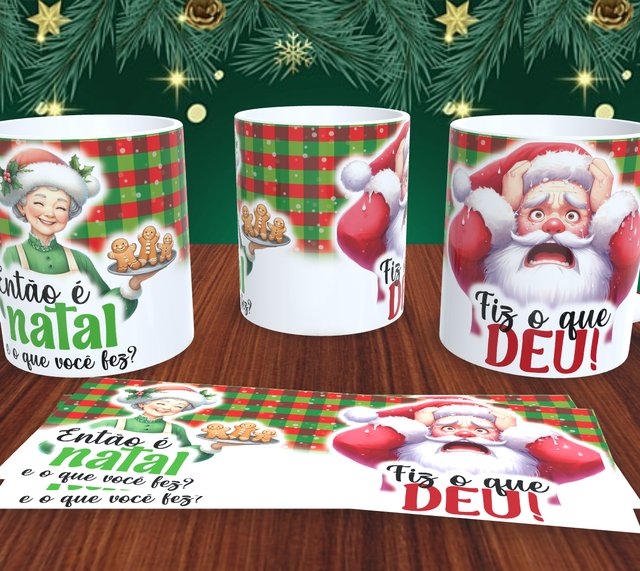 Então é
natal
e o que você fez?
fez?
Fiz
DEU!
Fiz o que
DEU!
Então é
natal
e o que você fez?
e o que você fez?
Fiz o que
DEU!